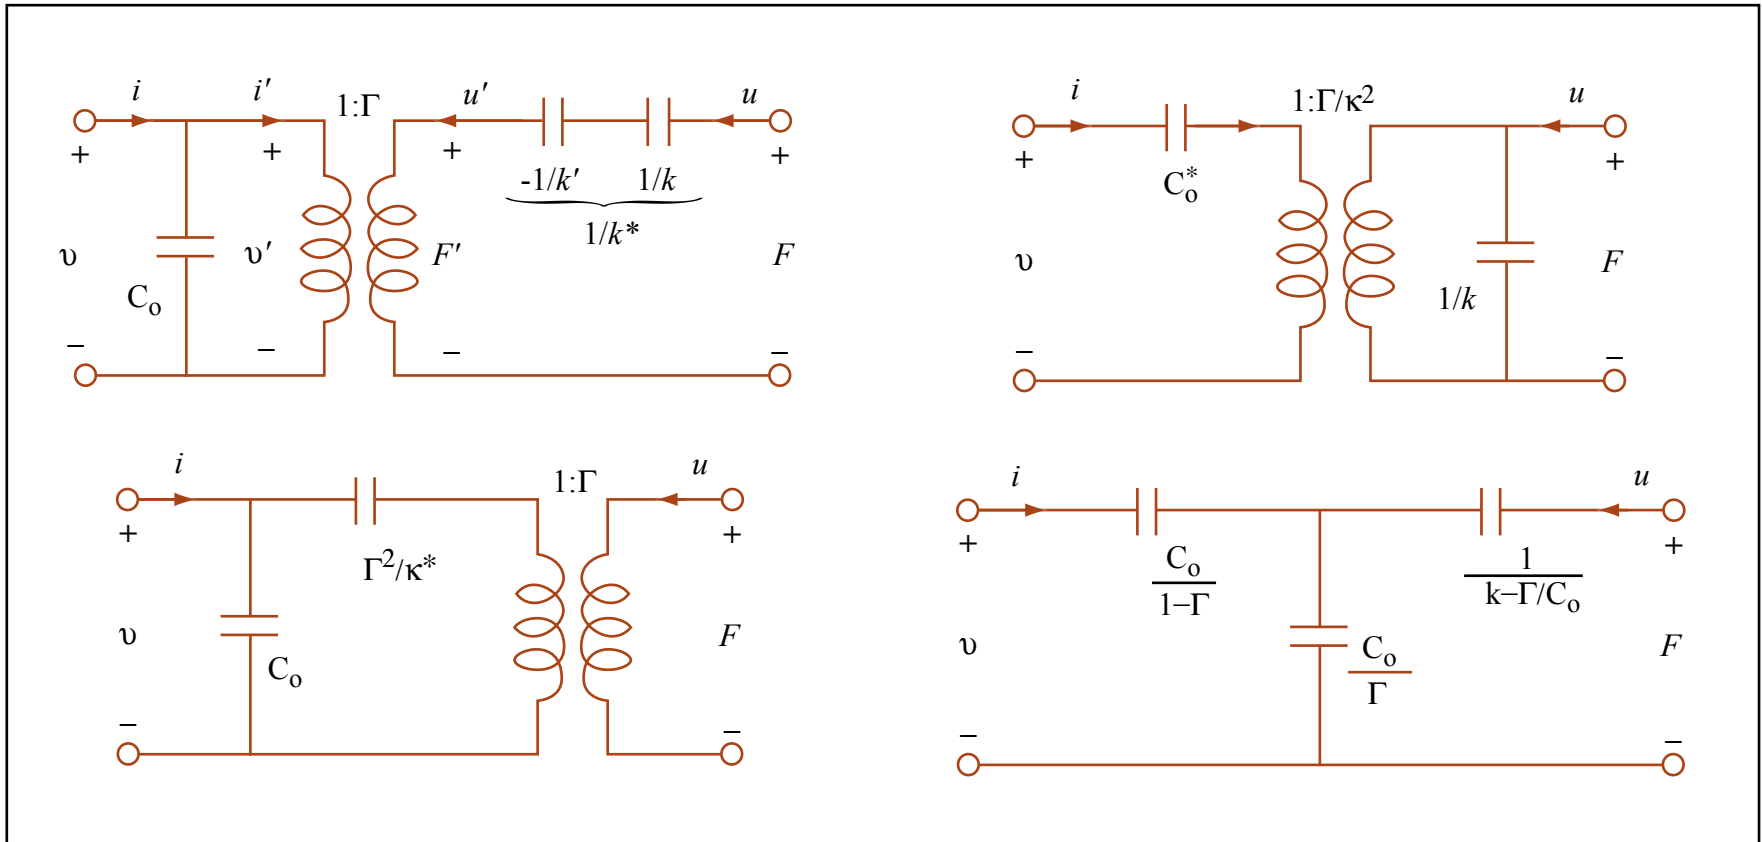 i i′ 1:Γ u′ u
+ + + +
-1/k′ 1/k
1/k*
υ υ′ F′ F
C₀
− − − −
i 1:Γ/κ² u
+ +
C₀*
υ F
1/k
− −
i 1:Γ u
+ +
Γ²/κ*
υ F
C₀
− −
i u
+ +
C₀
1−Γ
1
k−Γ/C₀
υ F
C₀
Γ
− −